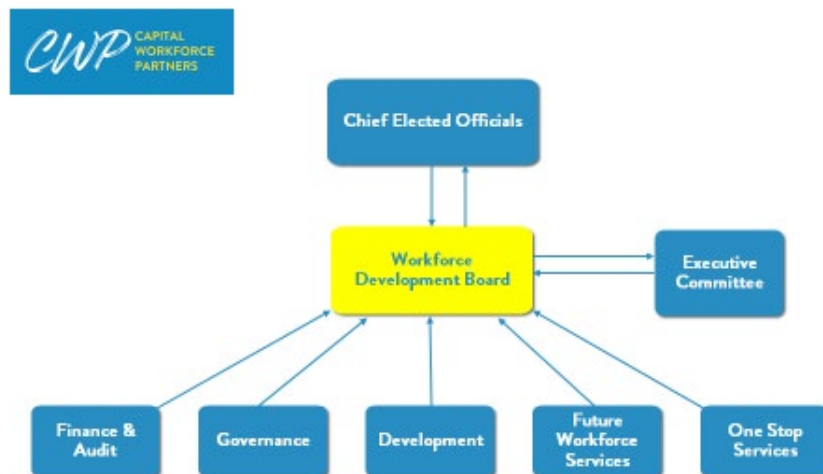 CWP
CAPITAL
WORKFORCE
PARTNERS
Chief Elected Officials
Workforce
Development Board
Executive
Committee
Finance &
Audit
Governance
Development
Future
Workforce
Services
One Stop
Services